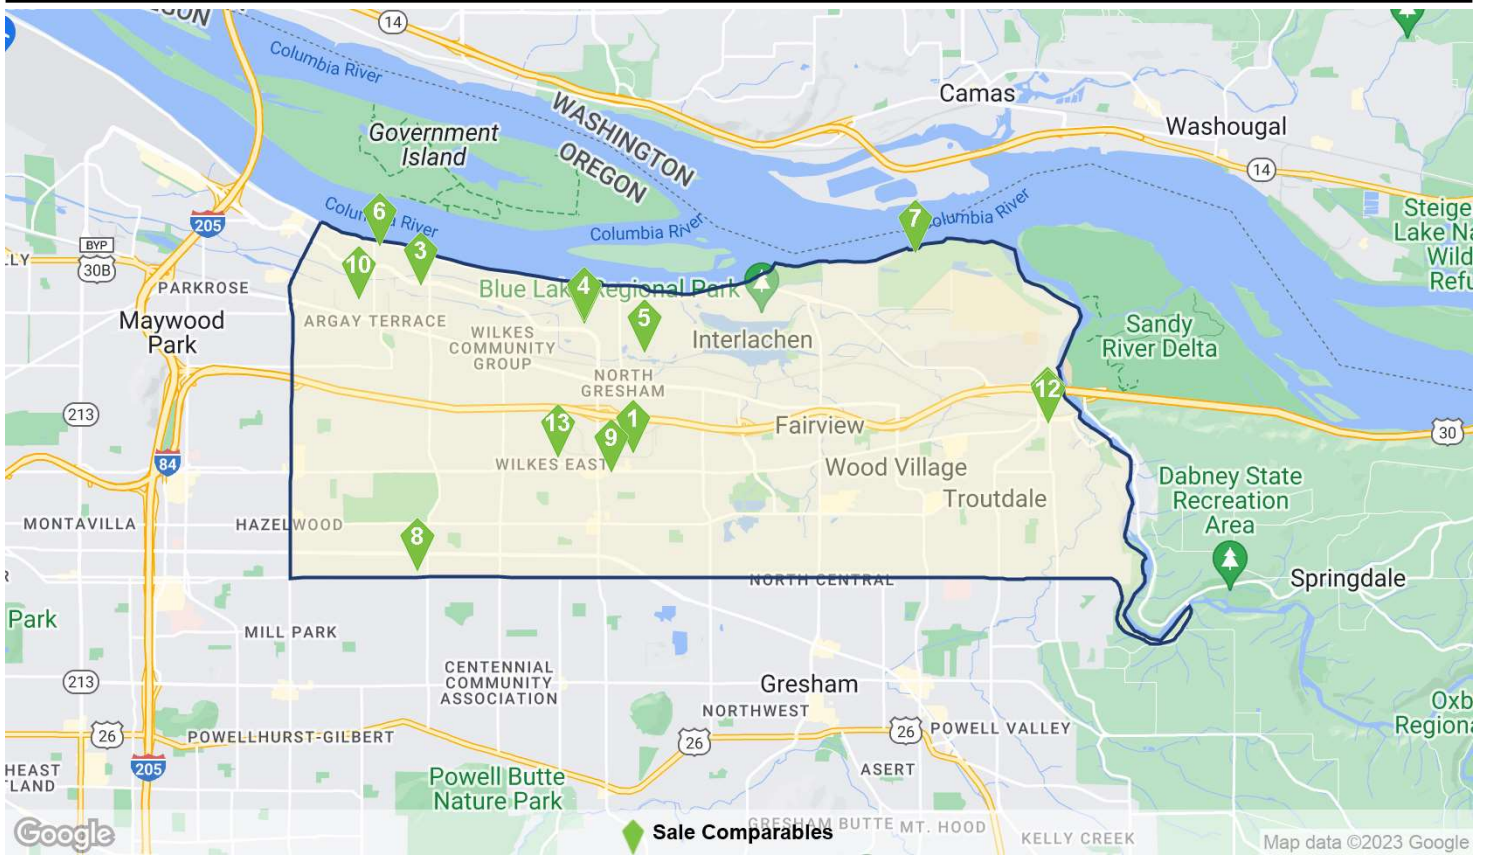 GON
14
Columbia River
Camas
Washougal
WASHINGTON
OREGON
Government
Island
14
205
Columbia River
6
3
Columbia River
7
Columbia River
Steige
Lake Na
Wild
Refu
BYP
30B
LY
PARKROSE
10
4
Blue Lake Regional Park
5
Maywood
Park
ARGAY TERRACE
WILKES
COMMUNITY
GROUP
Interlachen
Sandy
River Delta
NORTH
GRESHAM
12
213
13
1
9
Fairview
30
84
WILKES EAST
Wood Village
Troutdale
Dabney State
Recreation
Area
MONTAVILLA
HAZELWOOD
8
NORTH CENTRAL
Springdale
R
Park
MILL PARK
CENTENNIAL
COMMUNITY
ASSOCIATION
213
Gresham
NORTHWEST
Oxb
Regiona
26
POWELLHURST-GILBERT
26
26
POWELL VALLEY
HEAST
TLAND
205
Powell Butte
Nature Park
ASERT
Google
Sale Comparables
GRESHAM BUTTE
MT. HOOD
KELLY CREEK
Map data ©2023 Google